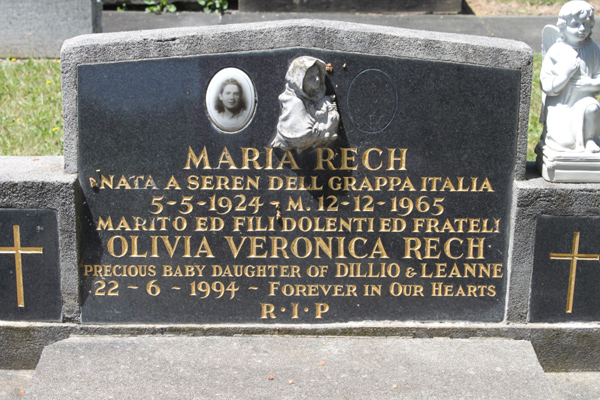 MARIA RECH
NATA A SEREN DELL GRAPPA ITALIA
5-5-1924 - M. 12-12-1965
MARITO ED FILI DOLENTI ED FRATELI
OLIVIA VERONICA RECH
PRECIOUS BABY DAUGHTER OF DILLIO & LEANNE
22 - 6 - 1994 - FOREVER IN OUR HEARTS
R · I · P